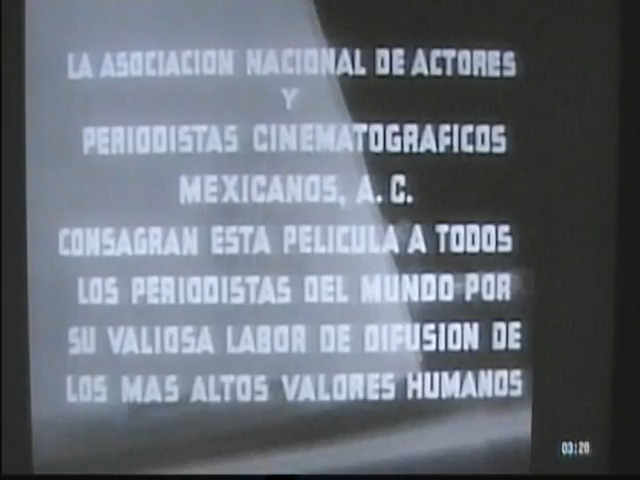 LA ASOCIACION NACIONAL DE ACTORES
Y
PERIODISTAS CINEMATOGRAFICOS
MEXICANOS, A. C.
CONSAGRAN ESTA PELICULA A TODOS
LOS PERIODISTAS DEL MUNDO POR
SU VALIOSA LABOR DE DIFUSION DE
LOS MAS ALTOS VALORES HUMANOS
03:28